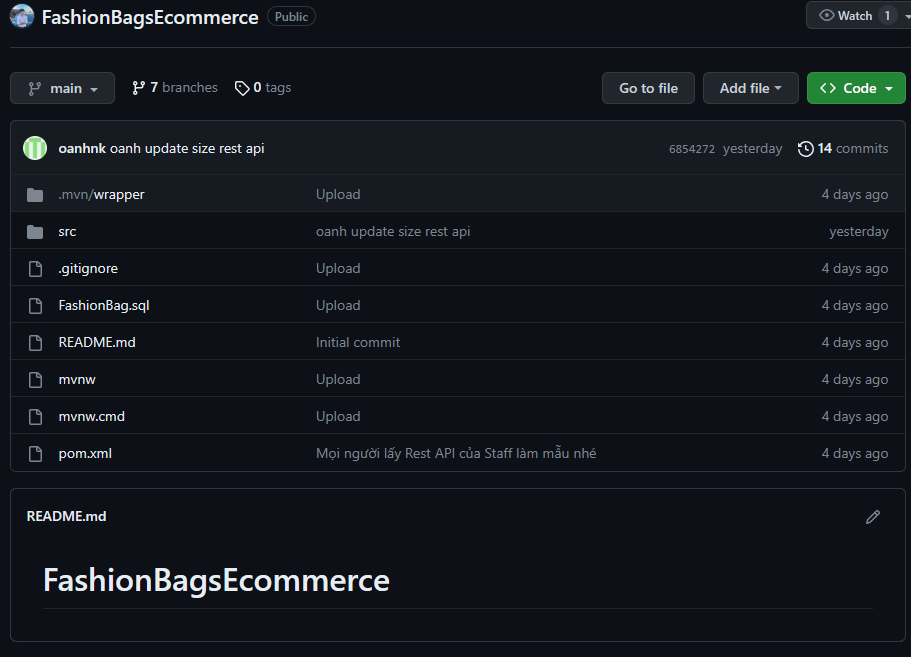 FashionBagsEcommerce Public Watch 1
main 7 branches 0 tags Go to file Add file Code
oanhnk oanh update size rest api 6854272 yesterday 14 commits
.mvn/wrapper Upload 4 days ago
src oanh update size rest api yesterday
.gitignore Upload 4 days ago
FashionBag.sql Upload 4 days ago
README.md Initial commit 4 days ago
mvnw Upload 4 days ago
mvnw.cmd Upload 4 days ago
pom.xml Mọi người lấy Rest API của Staff làm mẫu nhé 4 days ago
README.md
FashionBagsEcommerce